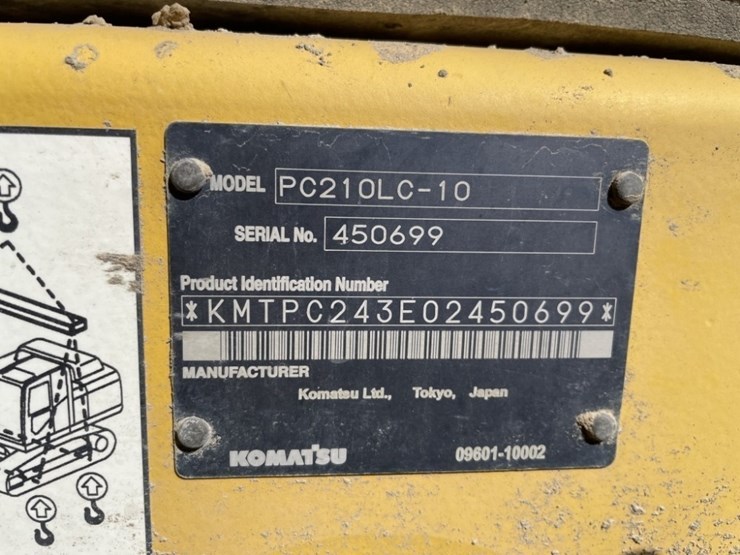 MODEL PC210LC-10
SERIAL No. 450699
Product Identification Number
*KMTPC243E02450699*
MANUFACTURER
Komatsu Ltd., Tokyo, Japan
KOMATSU 09601-10002